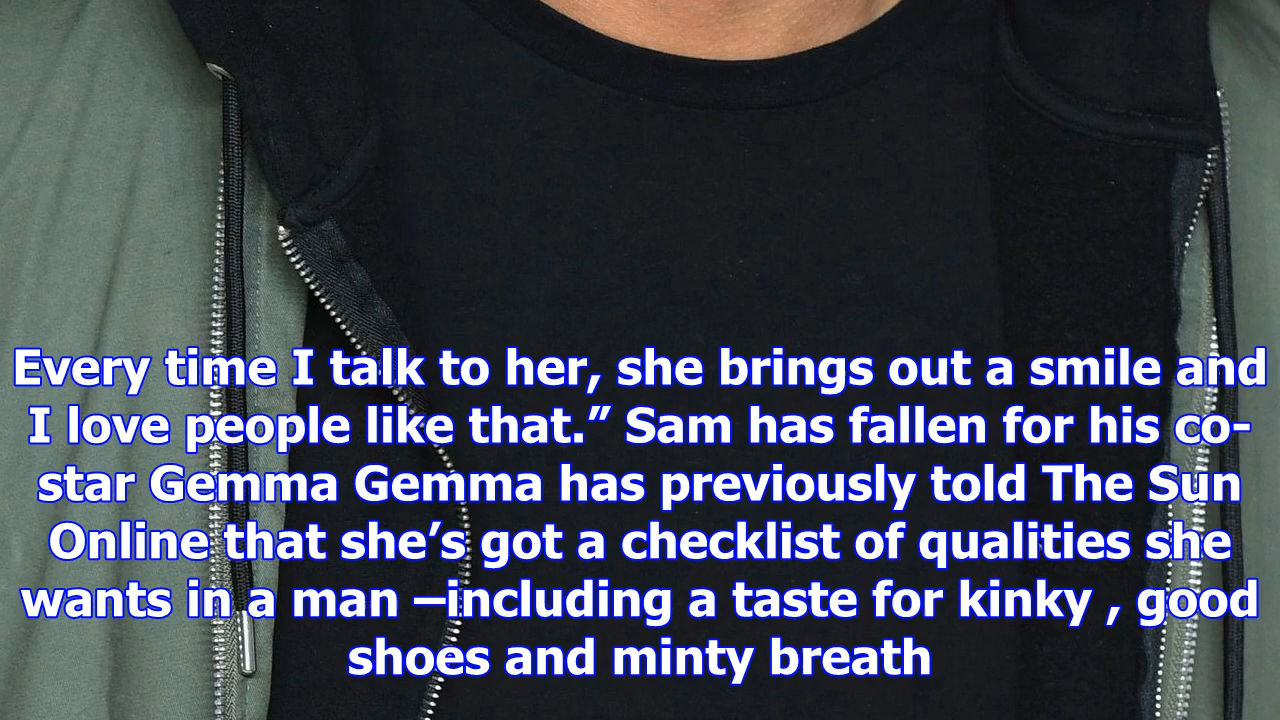 Every time I talk to her, she brings out a smile and
I love people like that.” Sam has fallen for his co-
star Gemma Gemma has previously told The Sun
Online that she’s got a checklist of qualities she
wants in a man –including a taste for kinky , good
shoes and minty breath